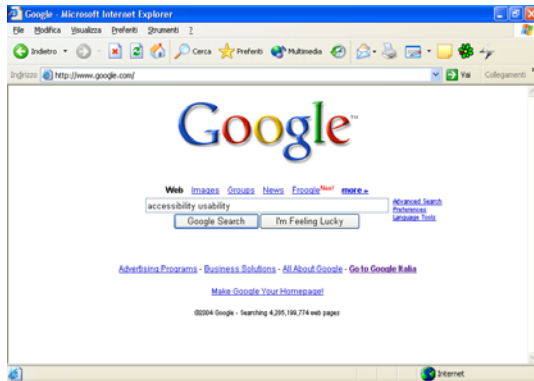 Google - Microsoft Internet Explorer
File Modifica Visualizza Preferiti Strumenti ?
Indietro Cerca Preferiti Multimedia
Indirizzo http://www.google.com/ Vai Collegamenti »
Google™
Web Images Groups News Froogle New! more »
accessibility usability
Advanced Search
Preferences
Language Tools
Google Search I'm Feeling Lucky
Advertising Programs - Business Solutions - All About Google - Go to Google Italia
Make Google Your Homepage!
©2004 Google - Searching 4,285,199,774 web pages
Internet